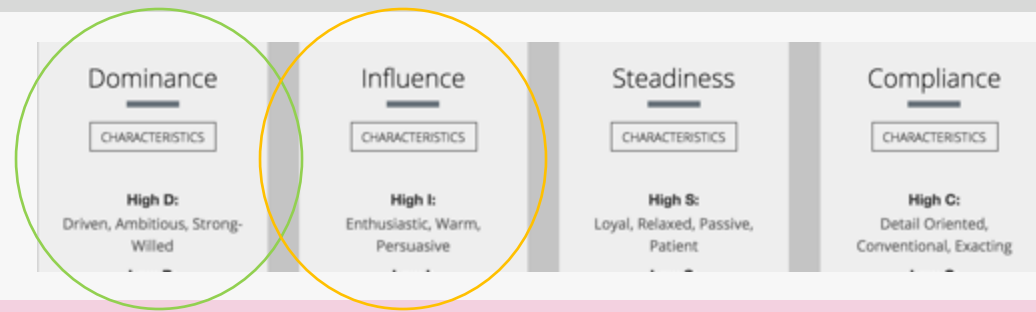 Dominance
CHARACTERISTICS
High D:
Driven, Ambitious, Strong-
Willed
Influence
CHARACTERISTICS
High I:
Enthusiastic, Warm,
Persuasive
Steadiness
CHARACTERISTICS
High S:
Loyal, Relaxed, Passive,
Patient
Compliance
CHARACTERISTICS
High C:
Detail Oriented,
Conventional, Exacting